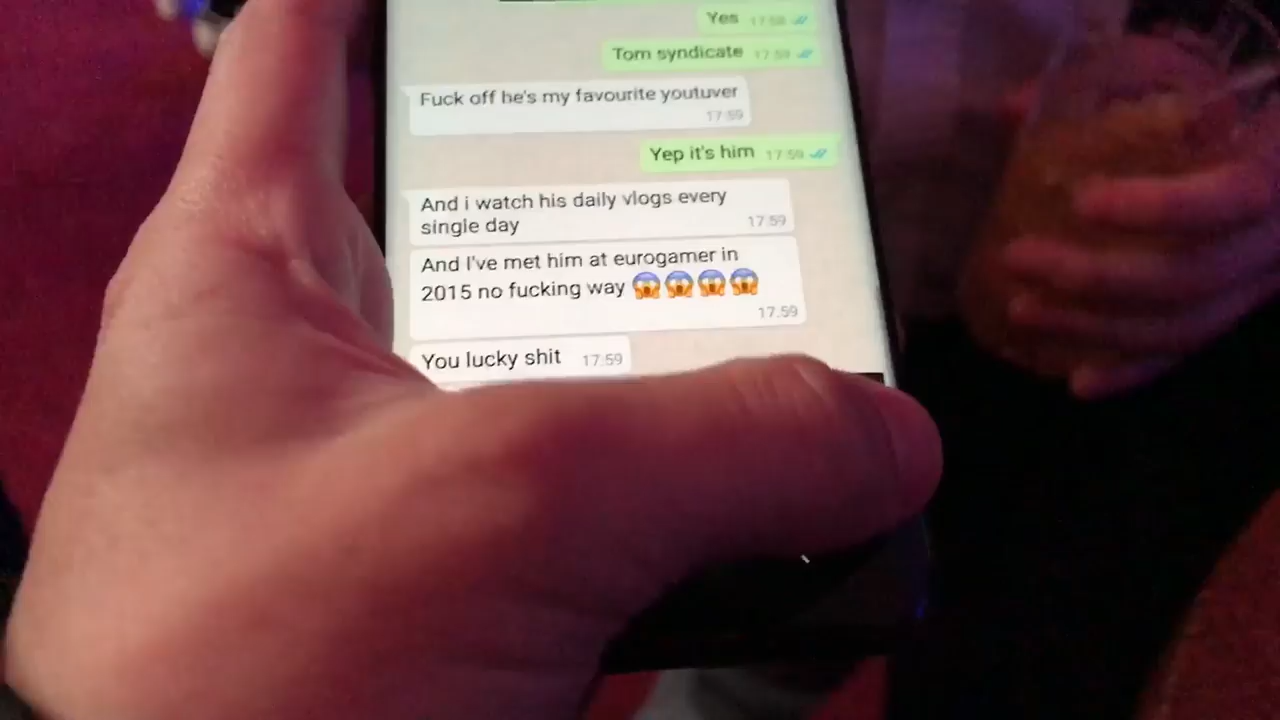 Yes 17:58
Tom syndicate 17:59
Fuck off he's my favourite youtuver
17:59
Yep it's him 17:59
And i watch his daily vlogs every
single day 17:59
And I've met him at eurogamer in
2015 no fucking way 😱😱😱😱
17:59
You lucky shit 17:59